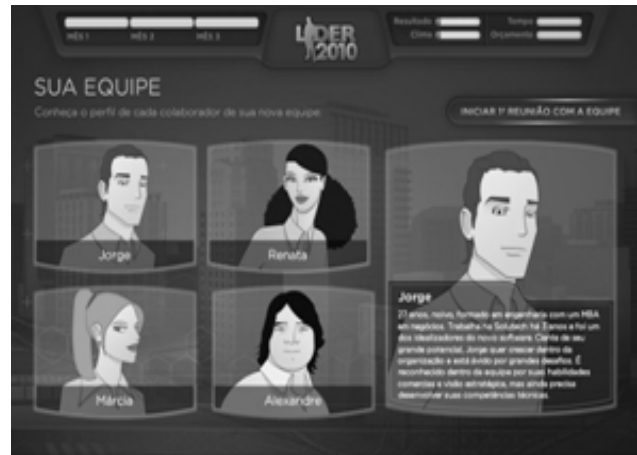 MÊS 1 MÊS 2 MÊS 3
LÍDER
2010
Resultado Tempo
Clima Orçamento
SUA EQUIPE
Conheça o perfil de cada colaborador de sua nova equipe:
INICIAR 1ª REUNIÃO COM A EQUIPE
Jorge
Renata
Márcia
Alexandre
Jorge
27 anos, noivo, formado em engenharia com um MBA
em negócios. Trabalha na Solutech há 3 anos e foi um
dos idealizadores do novo software. Ciente de seu
grande potencial, Jorge quer crescer dentro da
organização e está ávido por grandes desafios. É
reconhecido dentro da equipe por suas habilidades
comerciais e visão estratégica, mas ainda precisa
desenvolver suas competências técnicas.